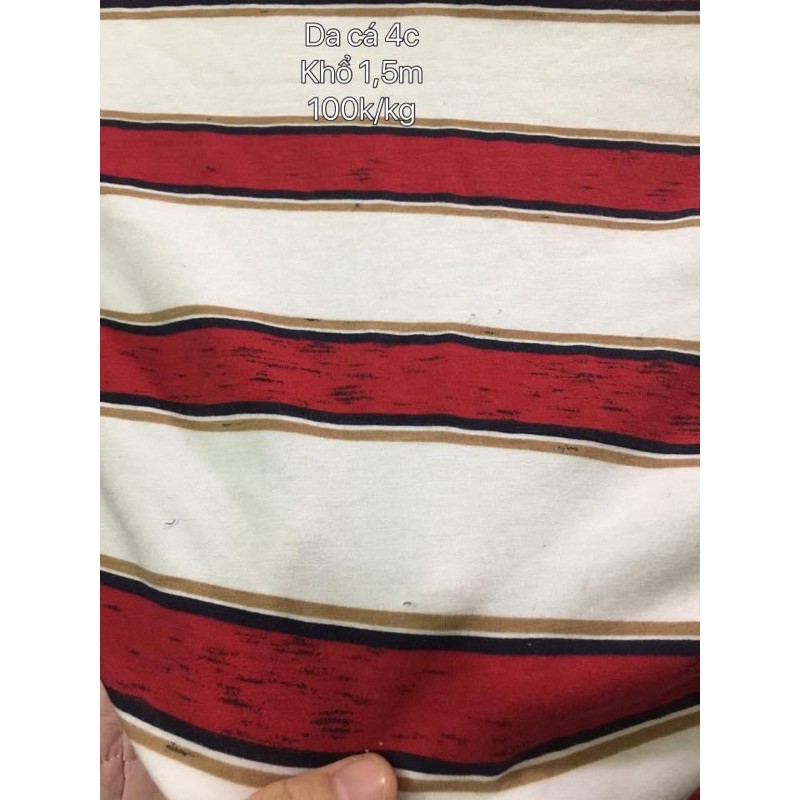 Da cá 4c
Khổ 1,5m
100k/kg